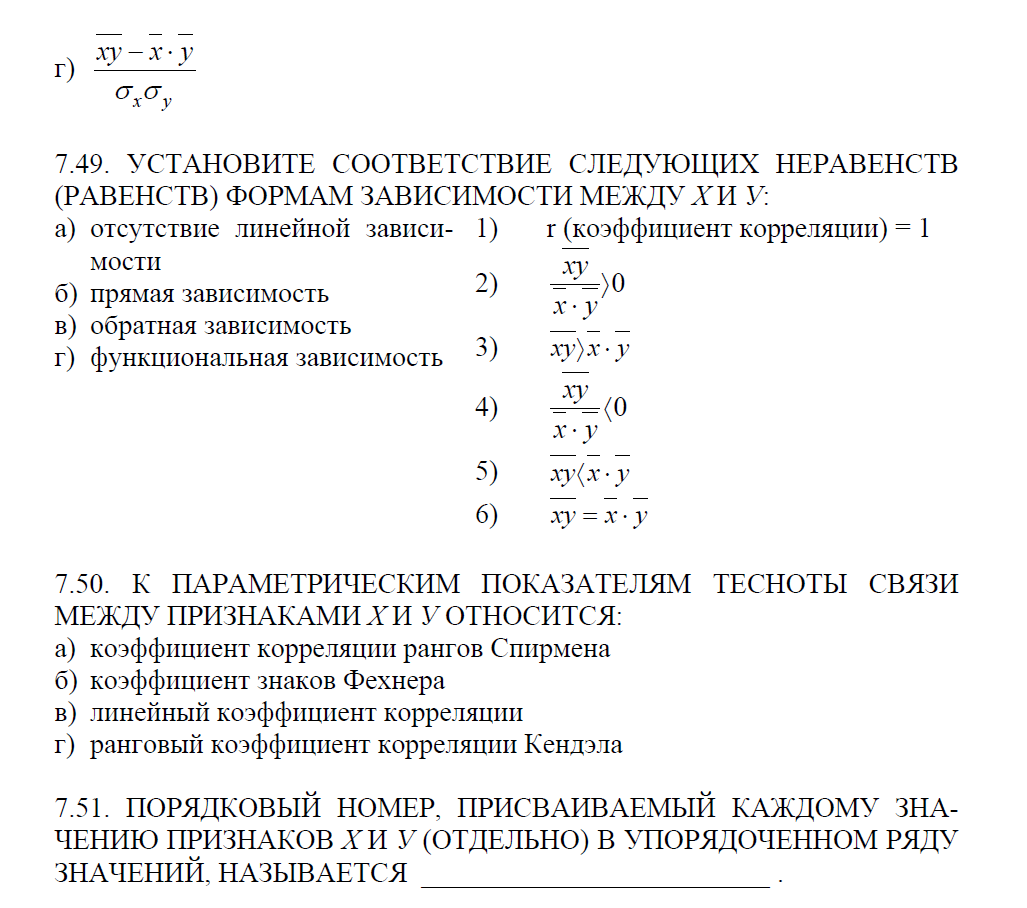 г) $\frac{\overline{xy} - \overline{x} \cdot \overline{y}}{\sigma_x \sigma_y}$
7.49. УСТАНОВИТЕ СООТВЕТСТВИЕ СЛЕДУЮЩИХ НЕРАВЕНСТВ
(РАВЕНСТВ) ФОРМАМ ЗАВИСИМОСТИ МЕЖДУ X И У:
а) отсутствие линейной зависи-
мости
б) прямая зависимость
в) обратная зависимость
г) функциональная зависимость
1) r (коэффициент корреляции) = 1
2) $\frac{\overline{xy}}{\overline{x} \cdot \overline{y}} \rangle 0$
3) $\overline{xy} \rangle \overline{x} \cdot \overline{y}$
4) $\frac{\overline{xy}}{\overline{x} \cdot \overline{y}} \langle 0$
5) $\overline{xy} \langle \overline{x} \cdot \overline{y}$
6) $\overline{xy} = \overline{x} \cdot \overline{y}$
7.50. К ПАРАМЕТРИЧЕСКИМ ПОКАЗАТЕЛЯМ ТЕСНОТЫ СВЯЗИ
МЕЖДУ ПРИЗНАКАМИ X И У ОТНОСИТСЯ:
а) коэффициент корреляции рангов Спирмена
б) коэффициент знаков Фехнера
в) линейный коэффициент корреляции
г) ранговый коэффициент корреляции Кендэла
7.51. ПОРЯДКОВЫЙ НОМЕР, ПРИСВАИВАЕМЫЙ КАЖДОМУ ЗНА-
ЧЕНИЮ ПРИЗНАКОВ X И У (ОТДЕЛЬНО) В УПОРЯДОЧЕННОМ РЯДУ
ЗНАЧЕНИЙ, НАЗЫВАЕТСЯ _________________________ .